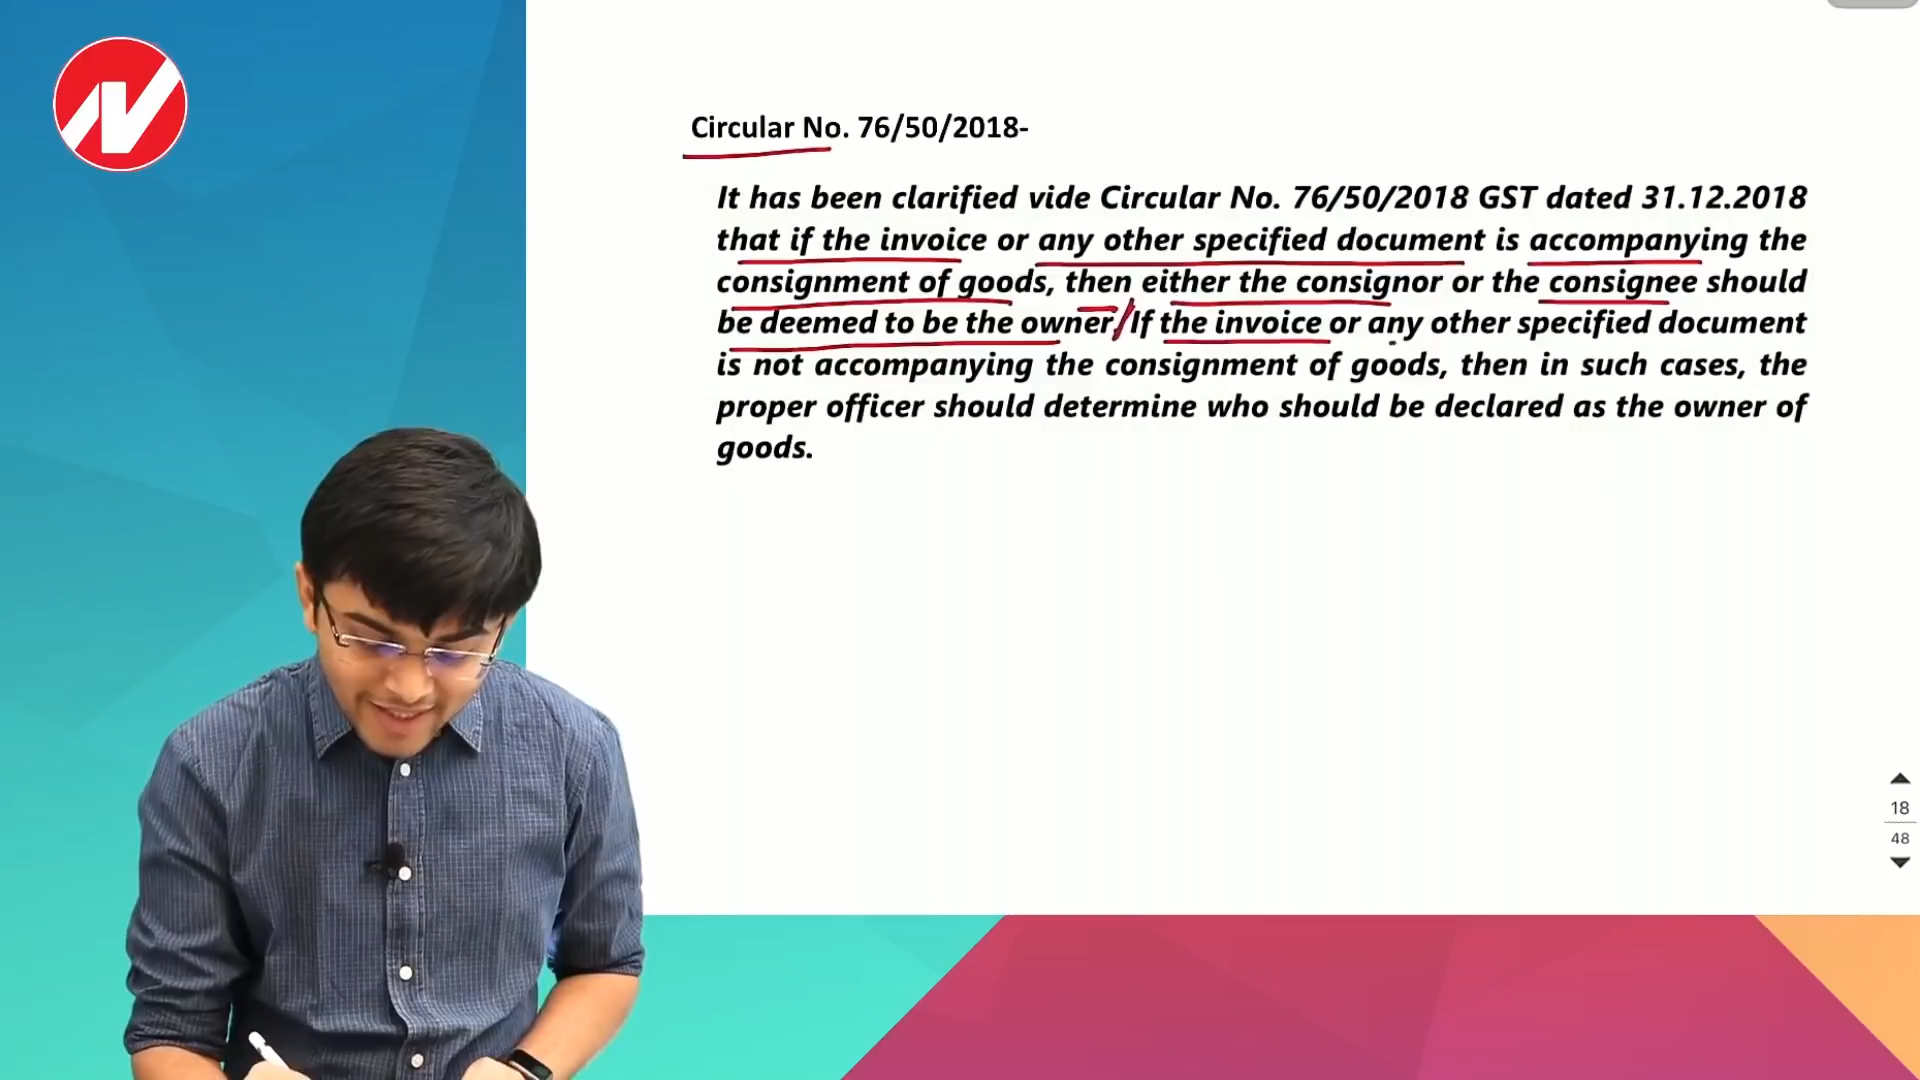 Circular No. 76/50/2018-
It has been clarified vide Circular No. 76/50/2018 GST dated 31.12.2018
that if the invoice or any other specified document is accompanying the
consignment of goods, then either the consignor or the consignee should
be deemed to be the owner. If the invoice or any other specified document
is not accompanying the consignment of goods, then in such cases, the
proper officer should determine who should be declared as the owner of
goods.
18
48